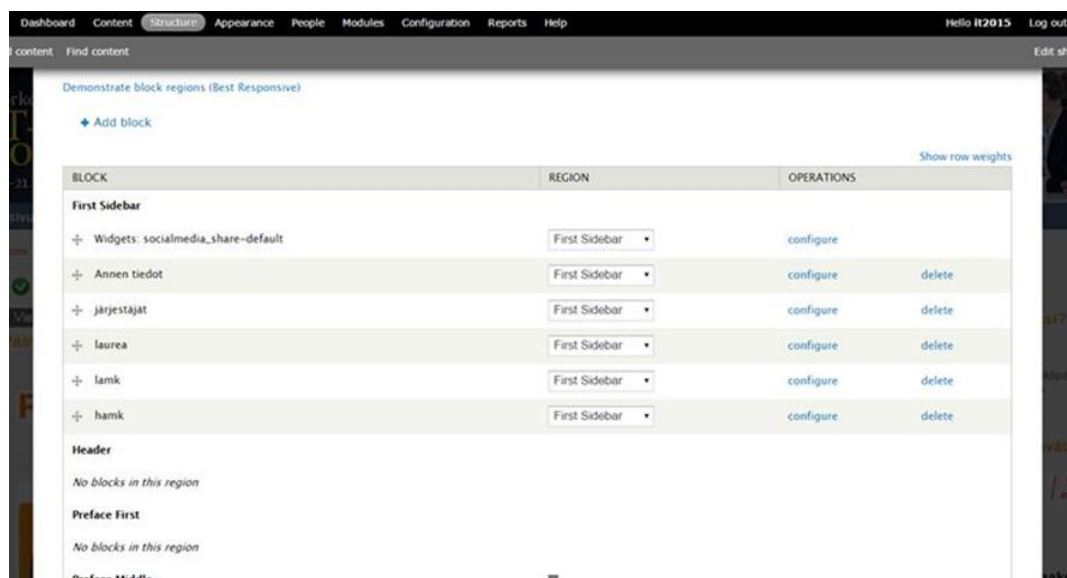 Dashboard Content Structure Appearance People Modules Configuration Reports Help Hello it2015 Log out
content Find content Edit sh
Demonstrate block regions (Best Responsive)
+ Add block
Show row weights
BLOCK REGION OPERATIONS
First Sidebar
Widgets: socialmedia_share-default First Sidebar configure
Annen tiedot First Sidebar configure delete
järjestäjät First Sidebar configure delete
laurea First Sidebar configure delete
lamk First Sidebar configure delete
hamk First Sidebar configure delete
Header
No blocks in this region
Preface First
No blocks in this region
Preface Middle